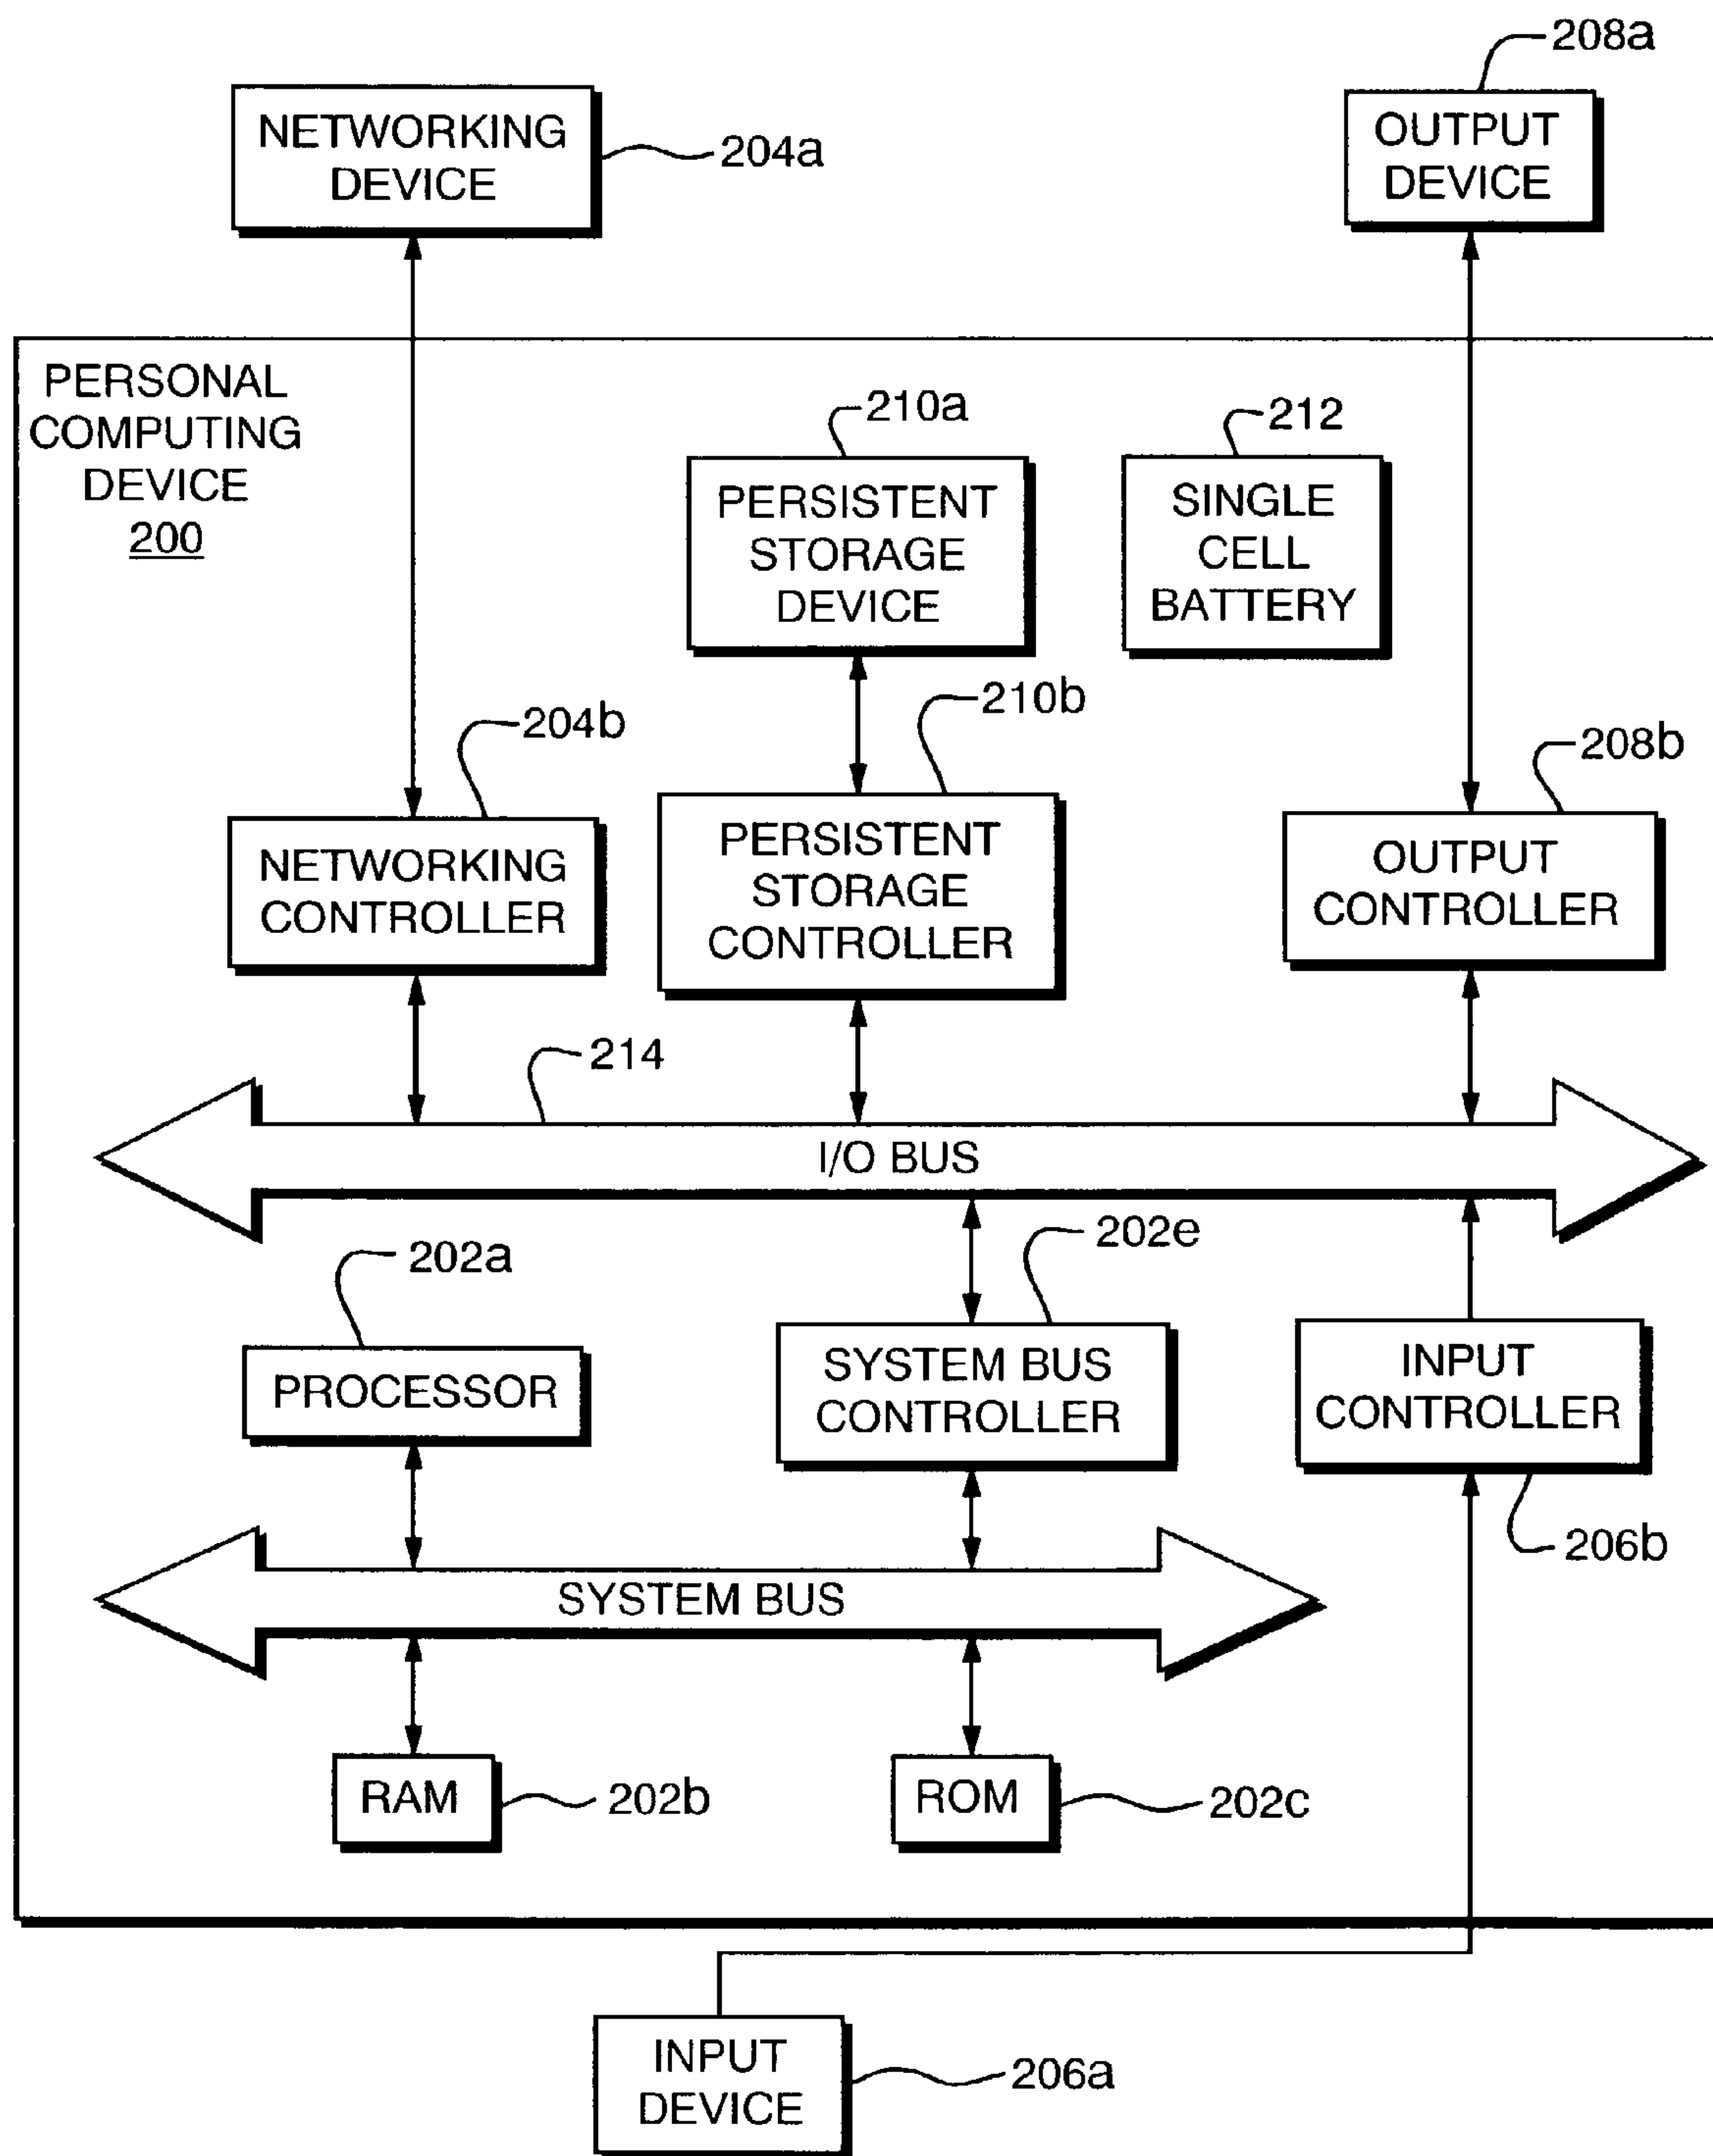 208a
NETWORKING
DEVICE
204a
OUTPUT
DEVICE
PERSONAL
COMPUTING
DEVICE
200
210a
212
PERSISTENT
STORAGE
DEVICE
SINGLE
CELL
BATTERY
204b
210b
208b
NETWORKING
CONTROLLER
PERSISTENT
STORAGE
CONTROLLER
OUTPUT
CONTROLLER
214
I/O BUS
202a
202e
PROCESSOR
SYSTEM BUS
CONTROLLER
INPUT
CONTROLLER
206b
SYSTEM BUS
RAM
202b
ROM
202c
INPUT
DEVICE
206a